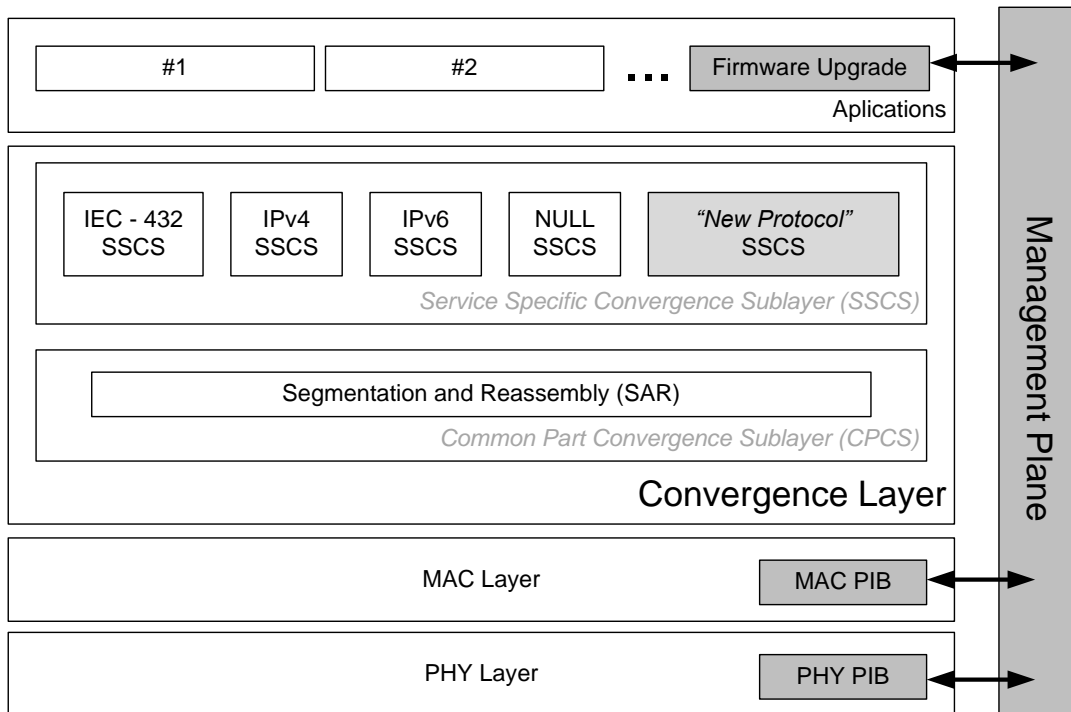 #1
#2
...
Firmware Upgrade
Aplications
IEC - 432
SSCS
IPv4
SSCS
IPv6
SSCS
NULL
SSCS
“New Protocol”
SSCS
Service Specific Convergence Sublayer (SSCS)
Segmentation and Reassembly (SAR)
Common Part Convergence Sublayer (CPCS)
Convergence Layer
MAC Layer
MAC PIB
PHY Layer
PHY PIB
Management Plane